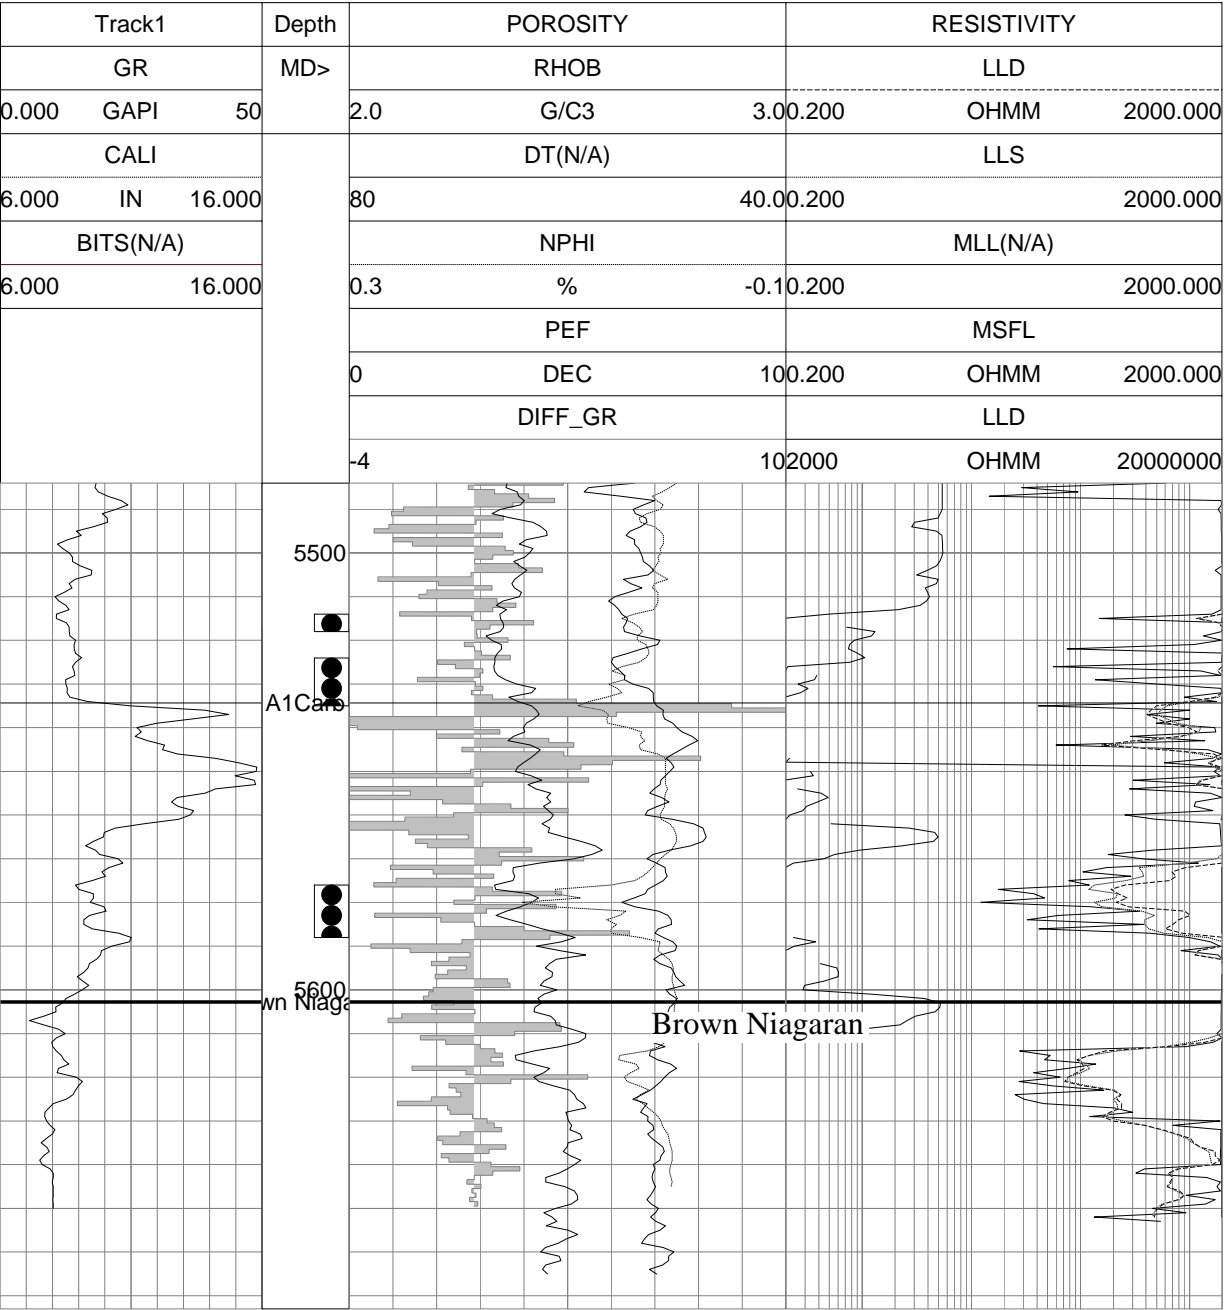 Track1 Depth POROSITY RESISTIVITY
GR MD> RHOB LLD
0.000 GAPI 50 2.0 G/C3 3.0 0.200 OHMM 2000.000
CALI DT(N/A) LLS
6.000 IN 16.000 80 40.0 0.200 2000.000
BITS(N/A) NPHI MLL(N/A)
6.000 16.000 0.3 % -0.1 0.200 2000.000
PEF MSFL
0 DEC 10 0.200 OHMM 2000.000
DIFF_GR LLD
-4 10 2000 OHMM 20000000
5500
A1Carb
5600
wn Niaga
Brown Niagaran